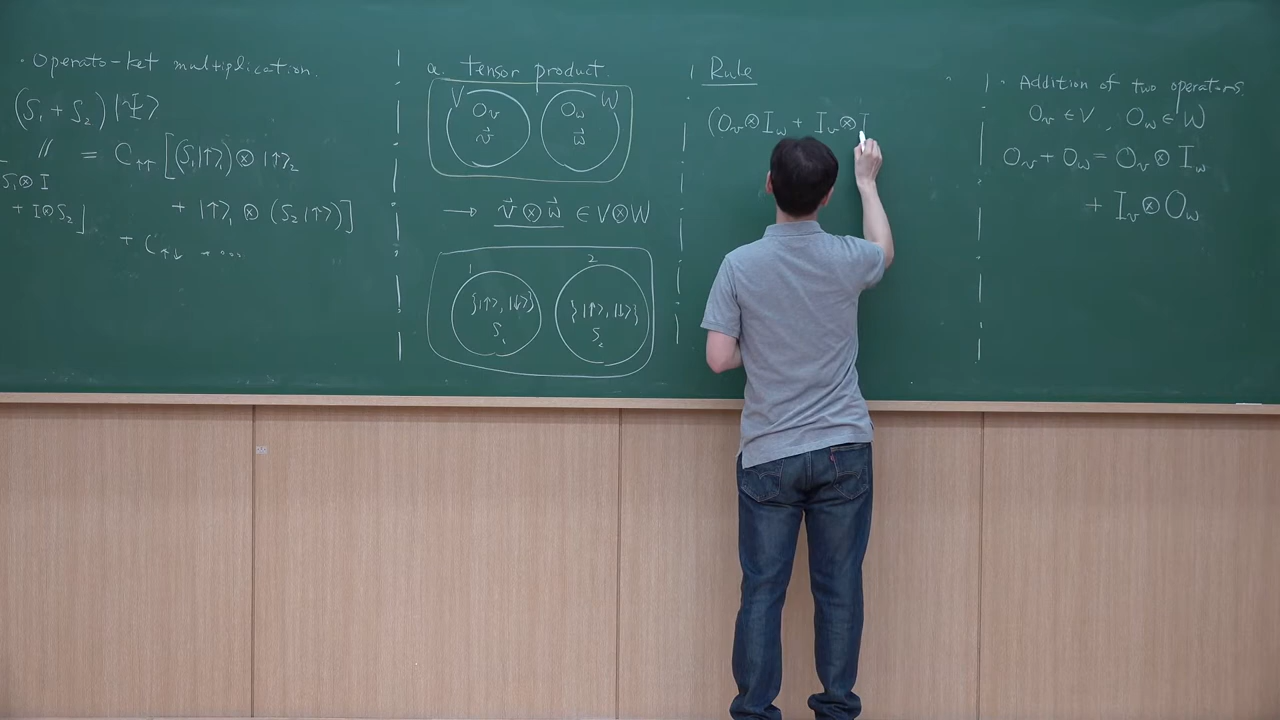 · Operato-ket multiplication.
(S₁ + S₂) |Ψ⟩
〃 = C↑↑ [(S₁|↑⟩₁) ⊗ |↑⟩₂
S₁⊗I
+ I⊗S₂]
+ |↑⟩₁ ⊗ (S₂|↑⟩)]
+ C↑↓ + ...
a. tensor product.
V O_v v⃗
O_w W w⃗
→ v⃗ ⊗ w⃗ ∈ V⊗W
1 {|↑⟩, |↓⟩} S₁
2 {|↑⟩, |↓⟩} S₂
Rule
(O_v⊗I_w + I_v⊗
· Addition of two operators.
O_v ∈ V , O_w ∈ W
O_v + O_w = O_v ⊗ I_w
+ I_v ⊗ O_w